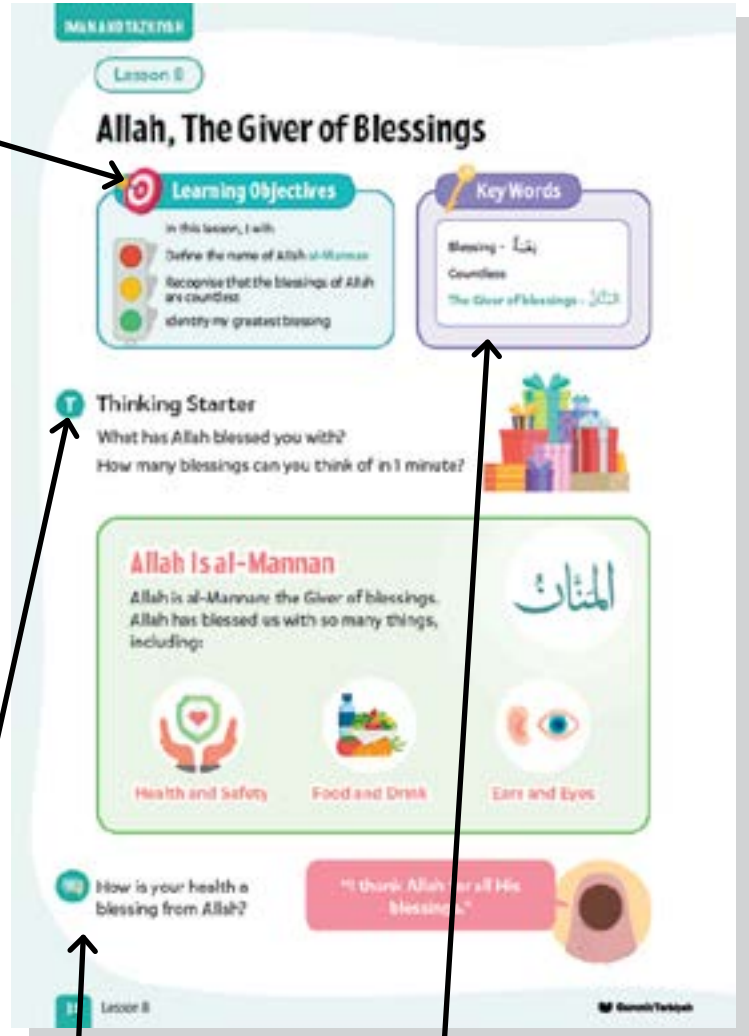 IMAN AND TAZKIYAH
Lesson 8
Allah, The Giver of Blessings
Learning Objectives
In this lesson, I will
Define the name of Allah al-Mannan
Recognise that the blessings of Allah
are countless
Identify my greatest blessing
Key Words
Blessing -
Countless
The Giver of blessings -
T
Thinking Starter
What has Allah blessed you with?
How many blessings can you think of in 1 minute?
Allah Is al-Mannan
Allah is al-Mannan: the Giver of blessings.
Allah has blessed us with so many things,
including:
المَنَّانُ
Health and Safety
Food and Drink
Ears and Eyes
How is your health a
blessing from Allah?
"I thank Allah for all His
blessings."
Lesson 8